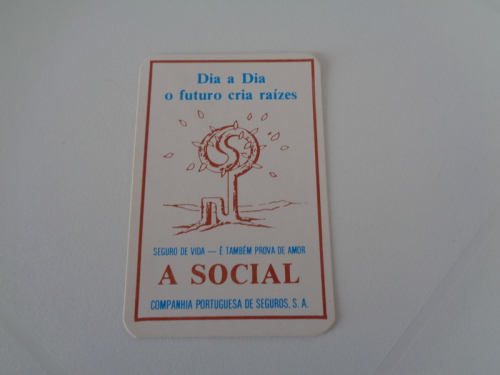 Dia a Dia
o futuro cria raízes
SEGURO DE VIDA — É TAMBÉM PROVA DE AMOR
A SOCIAL
COMPANHIA PORTUGUESA DE SEGUROS, S. A.